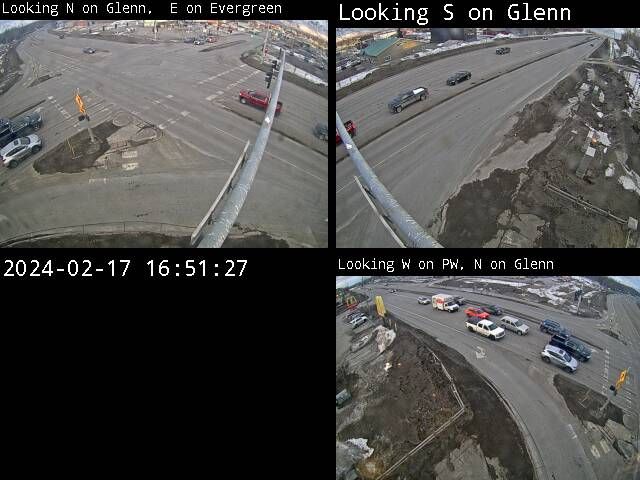 Looking N on Glenn, E on Evergreen
Looking S on Glenn
2024-02-17 16:51:27
Looking W on PW, N on Glenn